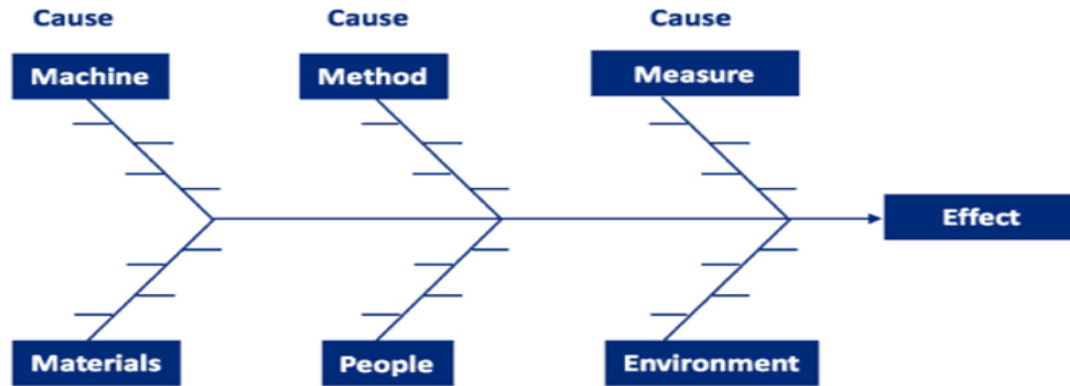 Cause Cause Cause
Machine Method Measure
Effect
Materials People Environment